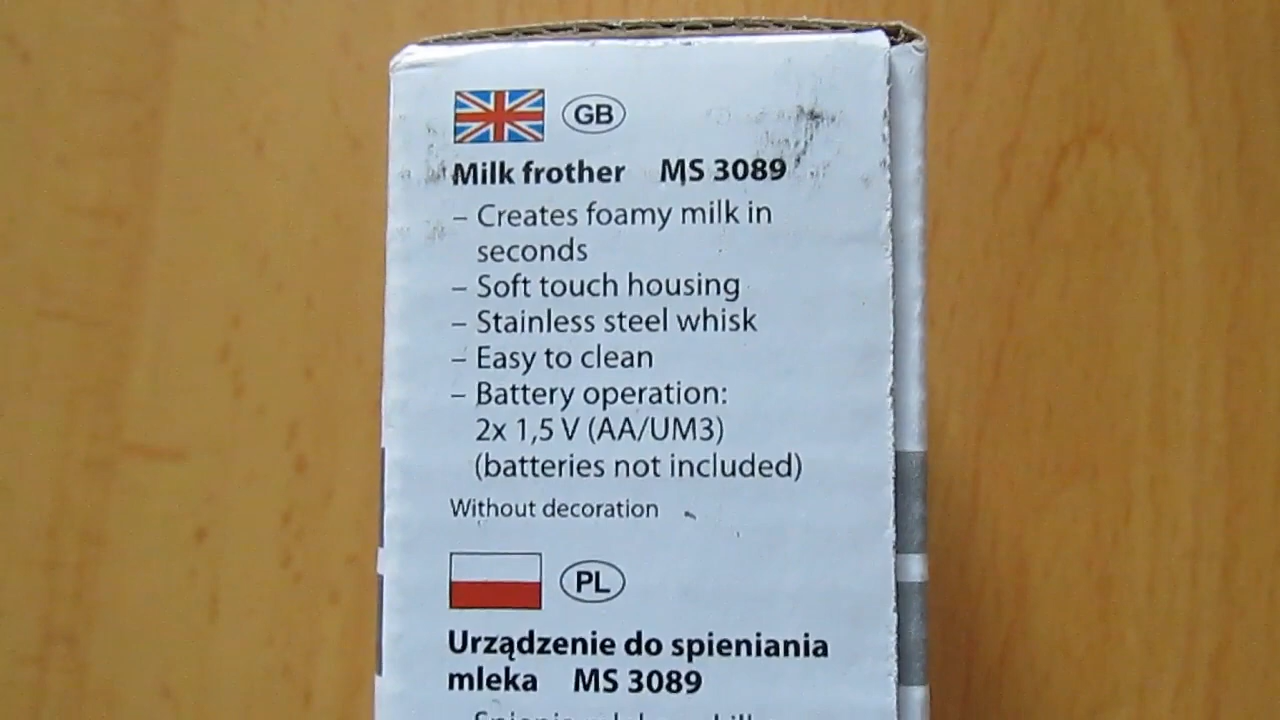 GB
Milk frother MS 3089
– Creates foamy milk in
seconds
– Soft touch housing
– Stainless steel whisk
– Easy to clean
– Battery operation:
2x 1,5 V (AA/UM3)
(batteries not included)
Without decoration
PL
Urządzenie do spieniania
mleka MS 3089